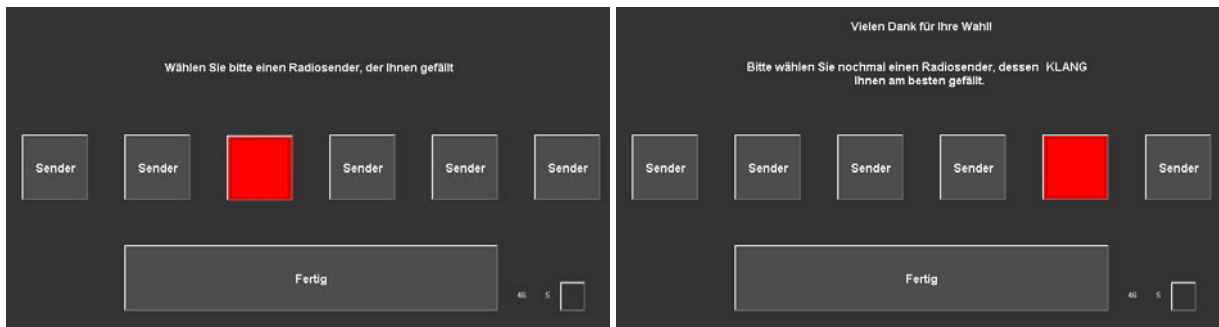 Wählen Sie bitte einen Radiosender, der Ihnen gefällt
Sender Sender Sender Sender Sender
Fertig
46 5
Vielen Dank für Ihre Wahl!
Bitte wählen Sie nochmal einen Radiosender, dessen KLANG
Ihnen am besten gefällt.
Sender Sender Sender Sender Sender
Fertig
46 5